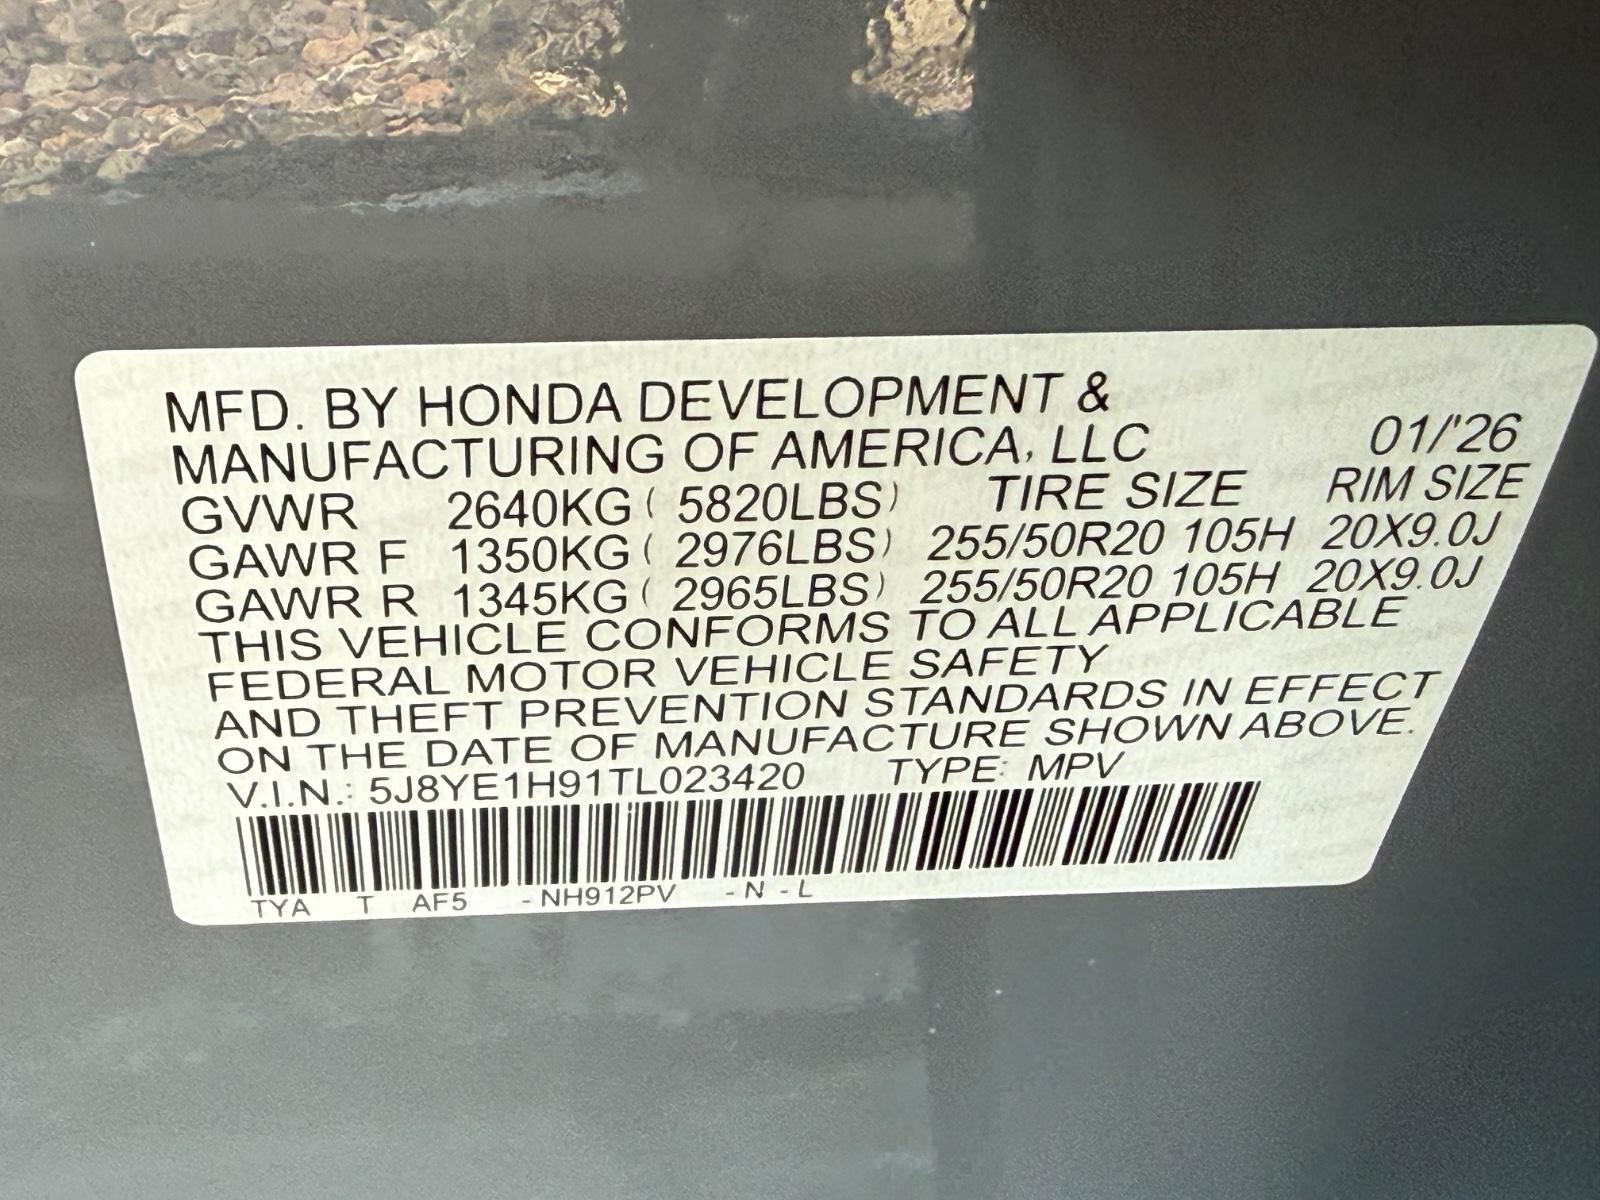 MFD. BY HONDA DEVELOPMENT &
MANUFACTURING OF AMERICA, LLC 01/'26
GVWR 2640KG ( 5820LBS) TIRE SIZE RIM SIZE
GAWR F 1350KG ( 2976LBS) 255/50R20 105H 20X9.0J
GAWR R 1345KG ( 2965LBS) 255/50R20 105H 20X9.0J
THIS VEHICLE CONFORMS TO ALL APPLICABLE
FEDERAL MOTOR VEHICLE SAFETY
AND THEFT PREVENTION STANDARDS IN EFFECT
ON THE DATE OF MANUFACTURE SHOWN ABOVE.
V.I.N.: 5J8YE1H91TL023420 TYPE: MPV
TYA T AF5 - NH912PV - N - L